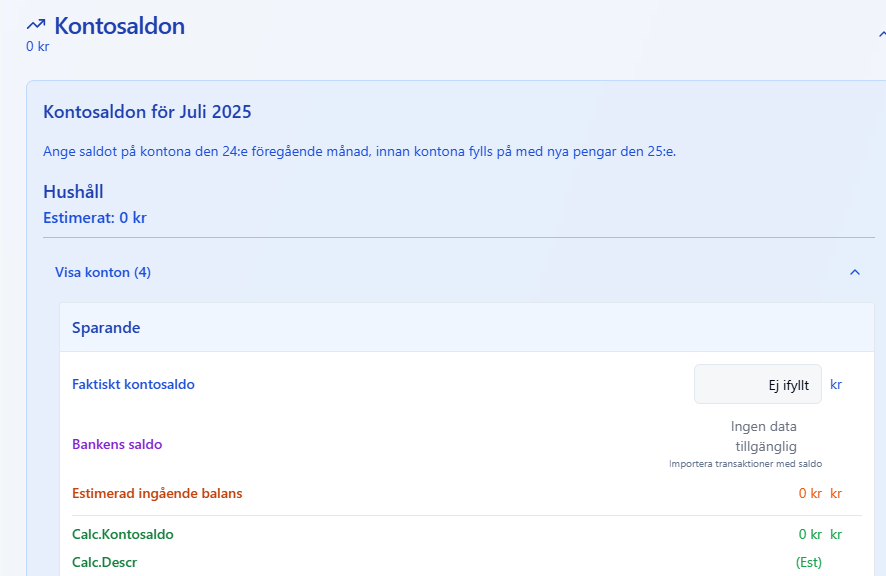 Kontosaldon
0 kr
Kontosaldon för Juli 2025
Ange saldot på kontona den 24:e föregående månad, innan kontona fylls på med nya pengar den 25:e.
Hushåll
Estimerat: 0 kr
Visa konton (4)
Sparande
Faktiskt kontosaldo Ej ifyllt kr
Bankens saldo Ingen data
tillgänglig
Importera transaktioner med saldo
Estimerad ingående balans 0 kr kr
Calc.Kontosaldo 0 kr kr
Calc.Descr (Est)